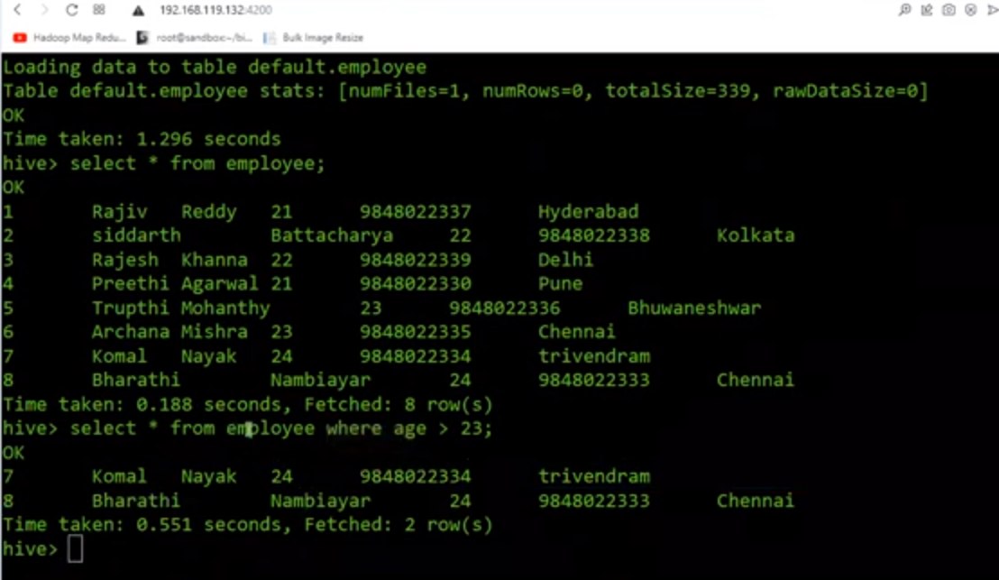 192.168.119.132:4200
Hadoop Map Redu... root@sandbox:~/bi... Bulk Image Resize
Loading data to table default.employee
Table default.employee stats: [numFiles=1, numRows=0, totalSize=339, rawDataSize=0]
OK
Time taken: 1.296 seconds
hive> select * from employee;
OK
1 Rajiv Reddy 21 9848022337 Hyderabad
2 siddarth Battacharya 22 9848022338 Kolkata
3 Rajesh Khanna 22 9848022339 Delhi
4 Preethi Agarwal 21 9848022330 Pune
5 Trupthi Mohanthy 23 9848022336 Bhuwaneshwar
6 Archana Mishra 23 9848022335 Chennai
7 Komal Nayak 24 9848022334 trivendram
8 Bharathi Nambiayar 24 9848022333 Chennai
Time taken: 0.188 seconds, Fetched: 8 row(s)
hive> select * from employee where age > 23;
OK
7 Komal Nayak 24 9848022334 trivendram
8 Bharathi Nambiayar 24 9848022333 Chennai
Time taken: 0.551 seconds, Fetched: 2 row(s)
hive>